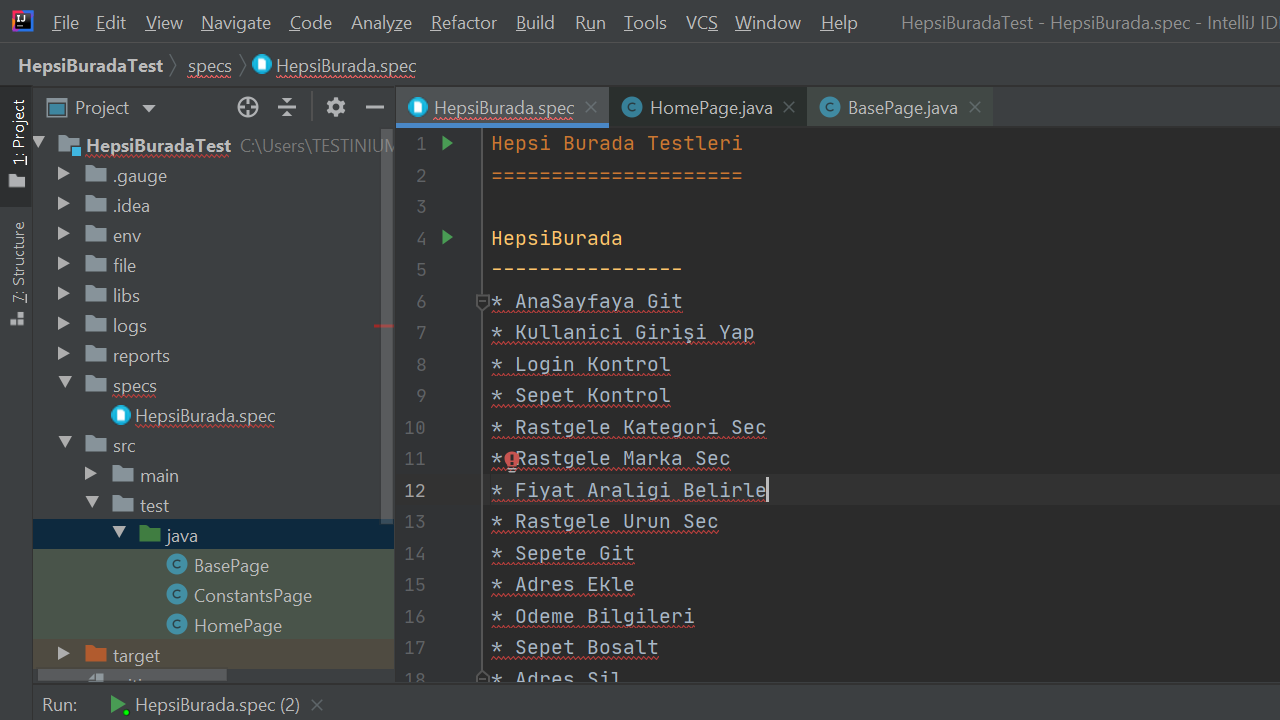 File Edit View Navigate Code Analyze Refactor Build Run Tools VCS Window Help HepsiBuradaTest - HepsiBurada.spec - IntelliJ
HepsiBuradaTest specs HepsiBurada.spec
1: Project
7: Structure
Project
HepsiBuradaTest C:\Users\TESTINIUM
.gauge
.idea
env
file
libs
logs
reports
specs
HepsiBurada.spec
src
main
test
java
BasePage
ConstantsPage
HomePage
target
HepsiBurada.spec HomePage.java BasePage.java
1 Hepsi Burada Testleri
2 =====================
3
4 HepsiBurada
5 ----------------
6 * AnaSayfaya Git
7 * Kullanici Girişi Yap
8 * Login Kontrol
9 * Sepet Kontrol
10 * Rastgele Kategori Sec
11 * Rastgele Marka Sec
12 * Fiyat Araligi Belirle
13 * Rastgele Urun Sec
14 * Sepete Git
15 * Adres Ekle
16 * Odeme Bilgileri
17 * Sepet Bosalt
18 * Adres Sil
Run: HepsiBurada.spec (2)